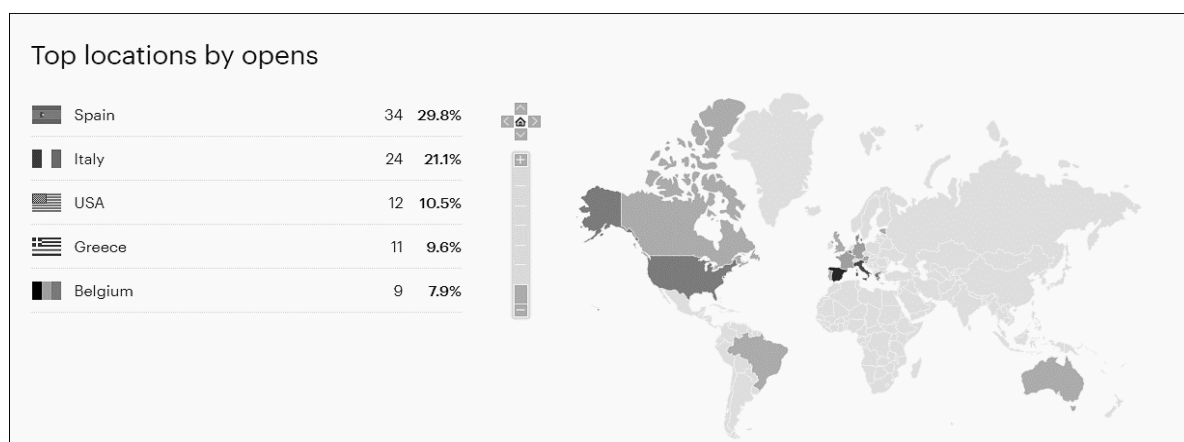 Top locations by opens
Spain 34 29.8%
Italy 24 21.1%
USA 12 10.5%
Greece 11 9.6%
Belgium 9 7.9%